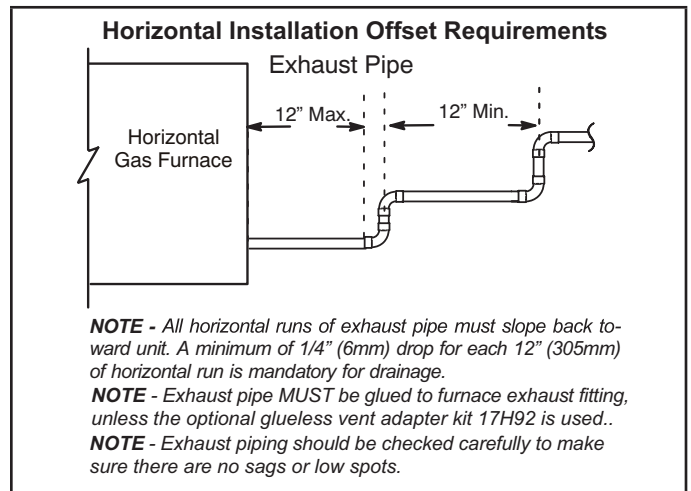 Horizontal Installation Offset Requirements
Exhaust Pipe
12” Max.
12” Min.
Horizontal
Gas Furnace
NOTE - All horizontal runs of exhaust pipe must slope back to-
ward unit. A minimum of 1/4” (6mm) drop for each 12” (305mm)
of horizontal run is mandatory for drainage.
NOTE - Exhaust pipe MUST be glued to furnace exhaust fitting,
unless the optional glueless vent adapter kit 17H92 is used..
NOTE - Exhaust piping should be checked carefully to make
sure there are no sags or low spots.